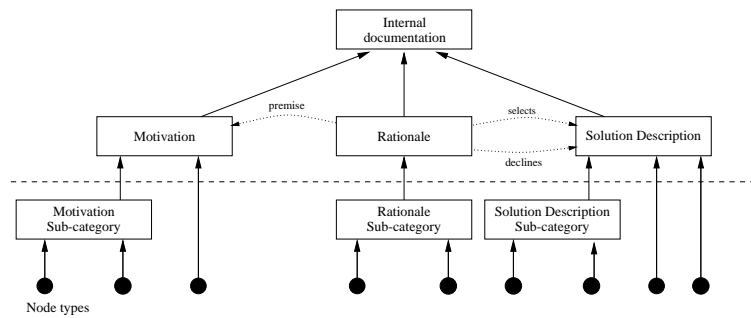 Internal
documentation
premise
selects
Motivation
Rationale
Solution Description
declines
Motivation
Sub-category
Rationale
Sub-category
Solution Description
Sub-category
Node types